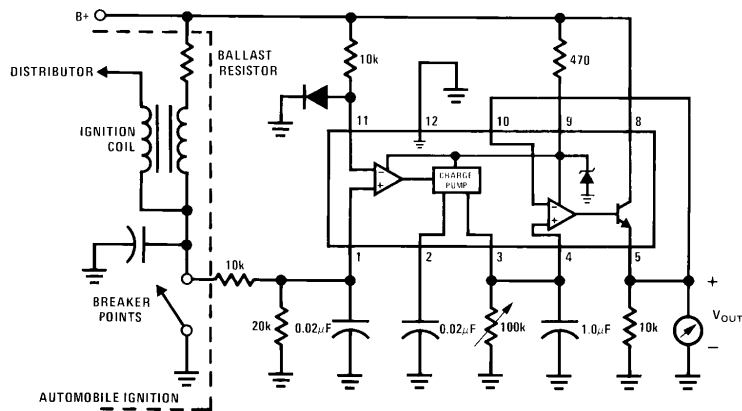 B+
BALLAST
RESISTOR
DISTRIBUTOR
IGNITION
COIL
10k
470
11
12
10
9
8
-
+
CHARGE
PUMP
-
+
1
2
3
4
5
10k
BREAKER
POINTS
20k
0.02μF
0.02μF
100k
1.0μF
10k
+
VOUT
-
AUTOMOBILE IGNITION